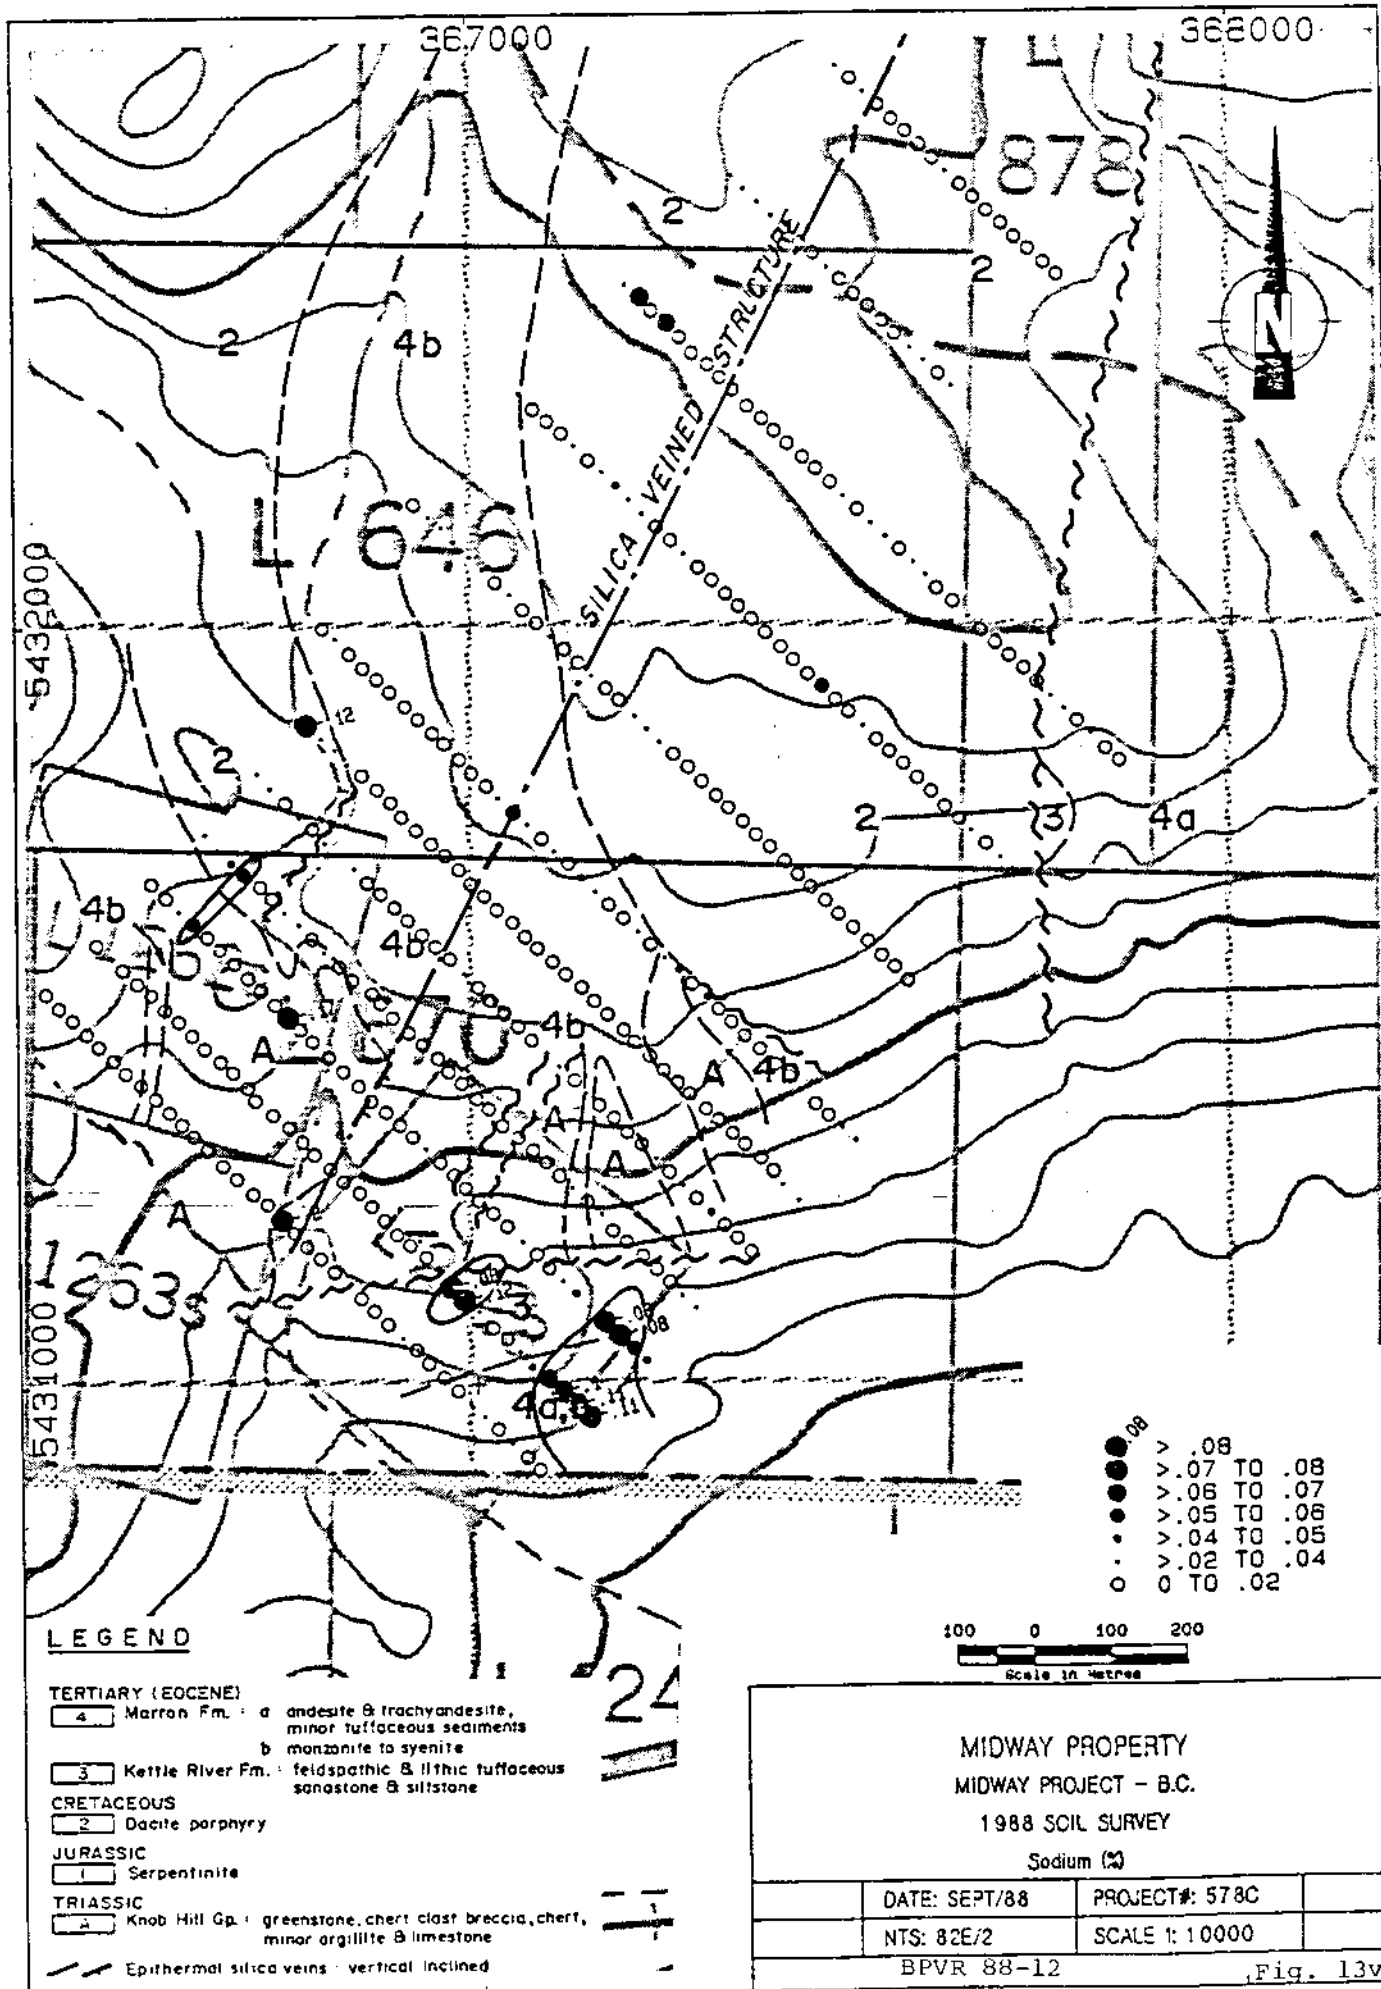 367000
368000
L
878
2
2
STRUCTURE
2
4b
VEINED
L 646
SILICA
5432000
.12
2
2
3
4a
4b
4b
4b
A
A
4b
A
A
A
1263s
.12
3
.08
5431000
4a,b
.11
.08
> .08
>.07 TO .08
>.06 TO .07
>.05 TO .06
>.04 TO .05
>.02 TO .04
0 TO .02
100 0 100 200
Scale in Metres
24
LEGEND
TERTIARY (EOCENE)
4 Marron Fm. : a andesite & trachyandesite,
minor tuffaceous sediments
b monzonite to syenite
3 Kettle River Fm. : feldspathic & lithic tuffaceous
sandstone & siltstone
CRETACEOUS
2 Dacite porphyry
JURASSIC
1 Serpentinite
TRIASSIC
A Knob Hill Gp. : greenstone, chert clast breccia, chert,
minor argillite & limestone
Epithermal silica veins : vertical inclined
MIDWAY PROPERTY
MIDWAY PROJECT - B.C.
1988 SOIL SURVEY
Sodium (%)
DATE: SEPT/88
PROJECT#: 578C
NTS: 82E/2
SCALE 1: 10000
BPVR 88-12
Fig. 13v